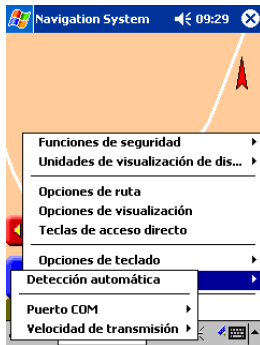 Navigation System 09:29
Funciones de seguridad
Unidades de visualización de dis...
Opciones de ruta
Opciones de visualización
Teclas de acceso directo
Opciones de teclado
Detección automática
Puerto COM
Velocidad de transmisión